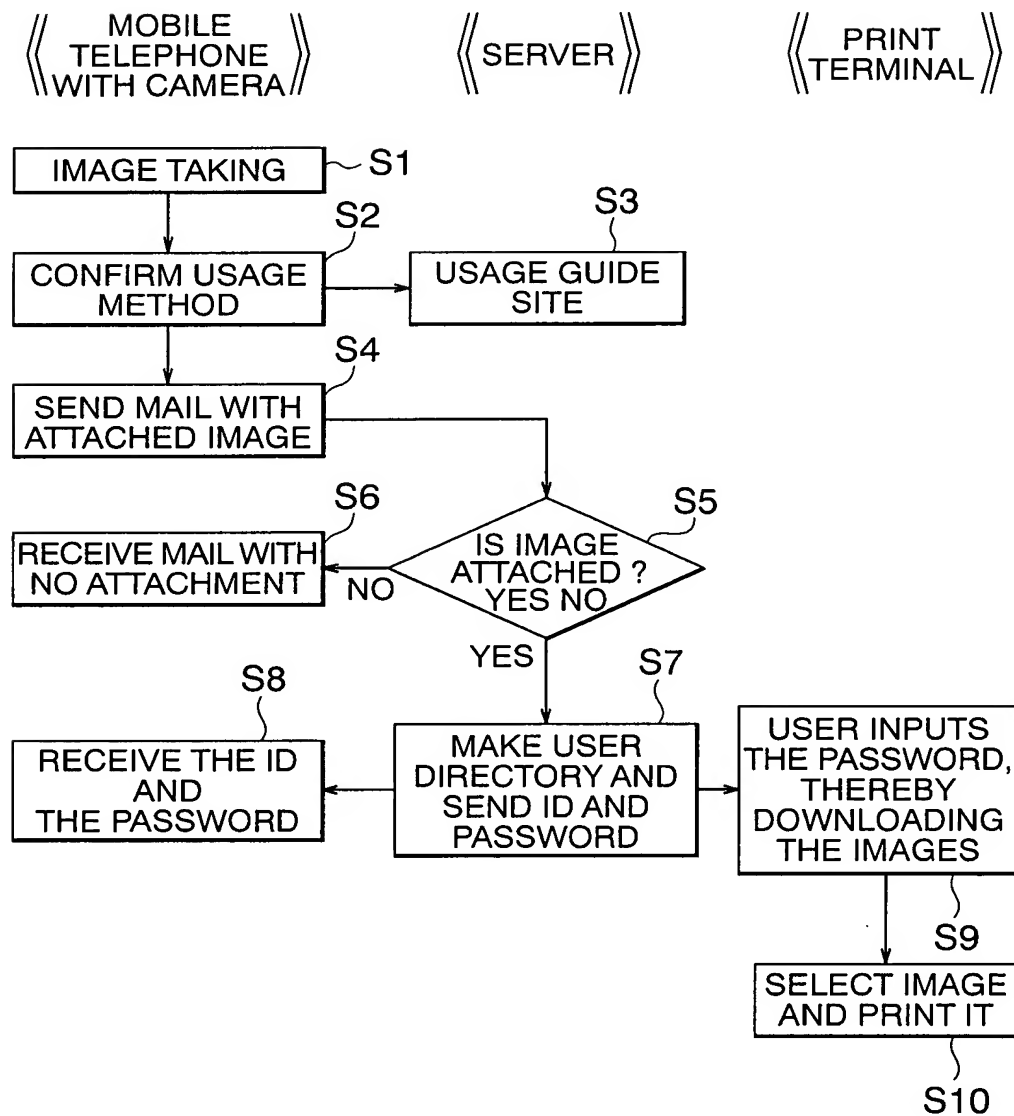 MOBILE
TELEPHONE
WITH CAMERA
SERVER
PRINT
TERMINAL
IMAGE TAKING
S1
S2
CONFIRM USAGE
METHOD
S3
USAGE GUIDE
SITE
S4
SEND MAIL WITH
ATTACHED IMAGE
S5
IS IMAGE
ATTACHED ?
YES NO
NO
YES
S6
RECEIVE MAIL WITH
NO ATTACHMENT
S7
MAKE USER
DIRECTORY AND
SEND ID AND
PASSWORD
S8
RECEIVE THE ID
AND
THE PASSWORD
USER INPUTS
THE PASSWORD,
THEREBY
DOWNLOADING
THE IMAGES
S9
SELECT IMAGE
AND PRINT IT
S10